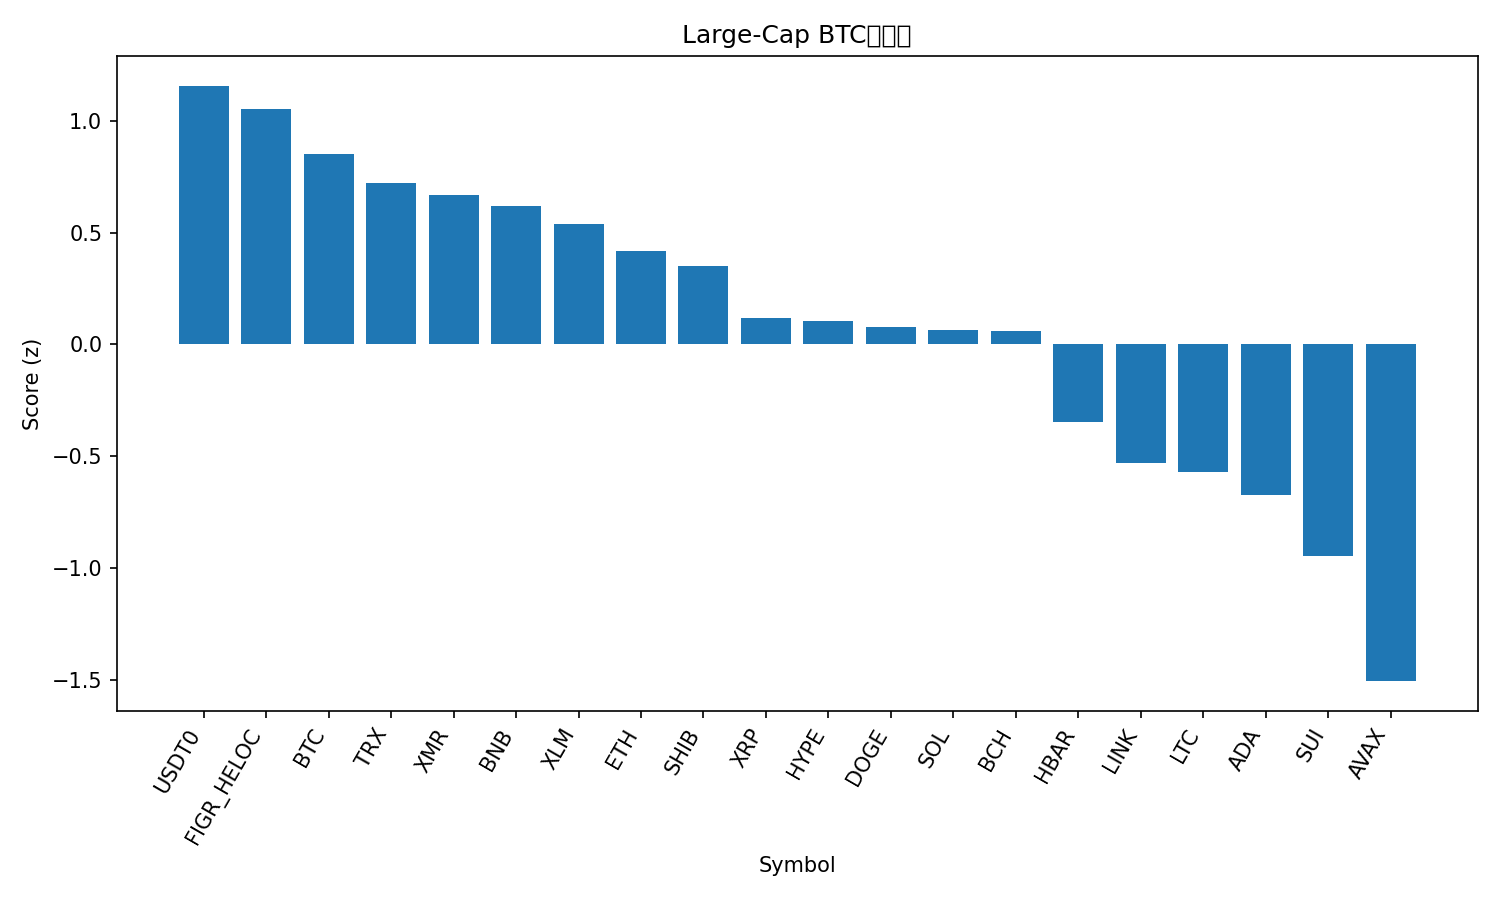 Large-Cap BTC
Score (z)
1.0
0.5
0.0
−0.5
−1.0
−1.5
USDT0
FIGR_HELOC
BTC
TRX
XMR
BNB
XLM
ETH
SHIB
XRP
HYPE
DOGE
SOL
BCH
HBAR
LINK
LTC
ADA
SUI
AVAX
Symbol